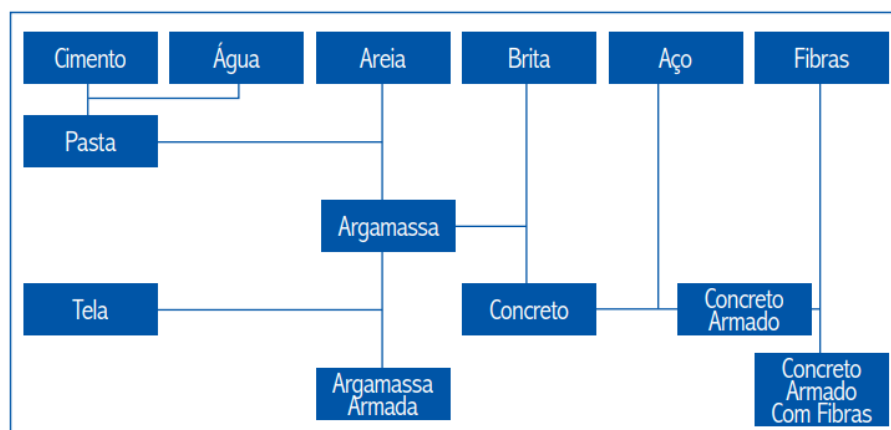 Cimento
Água
Areia
Brita
Aço
Fibras
Pasta
Argamassa
Tela
Concreto
Concreto
Armado
Argamassa
Armada
Concreto
Armado
Com Fibras